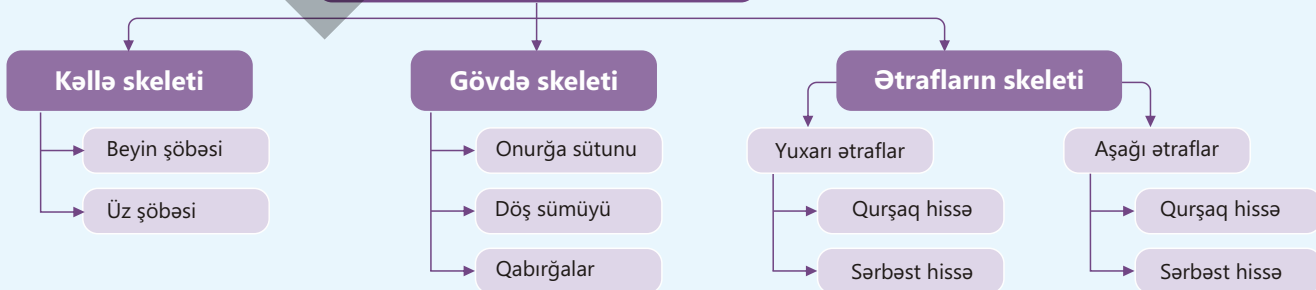 Kəllə skeleti
Beyin şöbəsi
Üz şöbəsi
Gövdə skeleti
Onurğa sütunu
Döş sümüyü
Qabırğalar
Ətrafların skeleti
Yuxarı ətraflar
Qurşaq hissə
Sərbəst hissə
Aşağı ətraflar
Qurşaq hissə
Sərbəst hissə